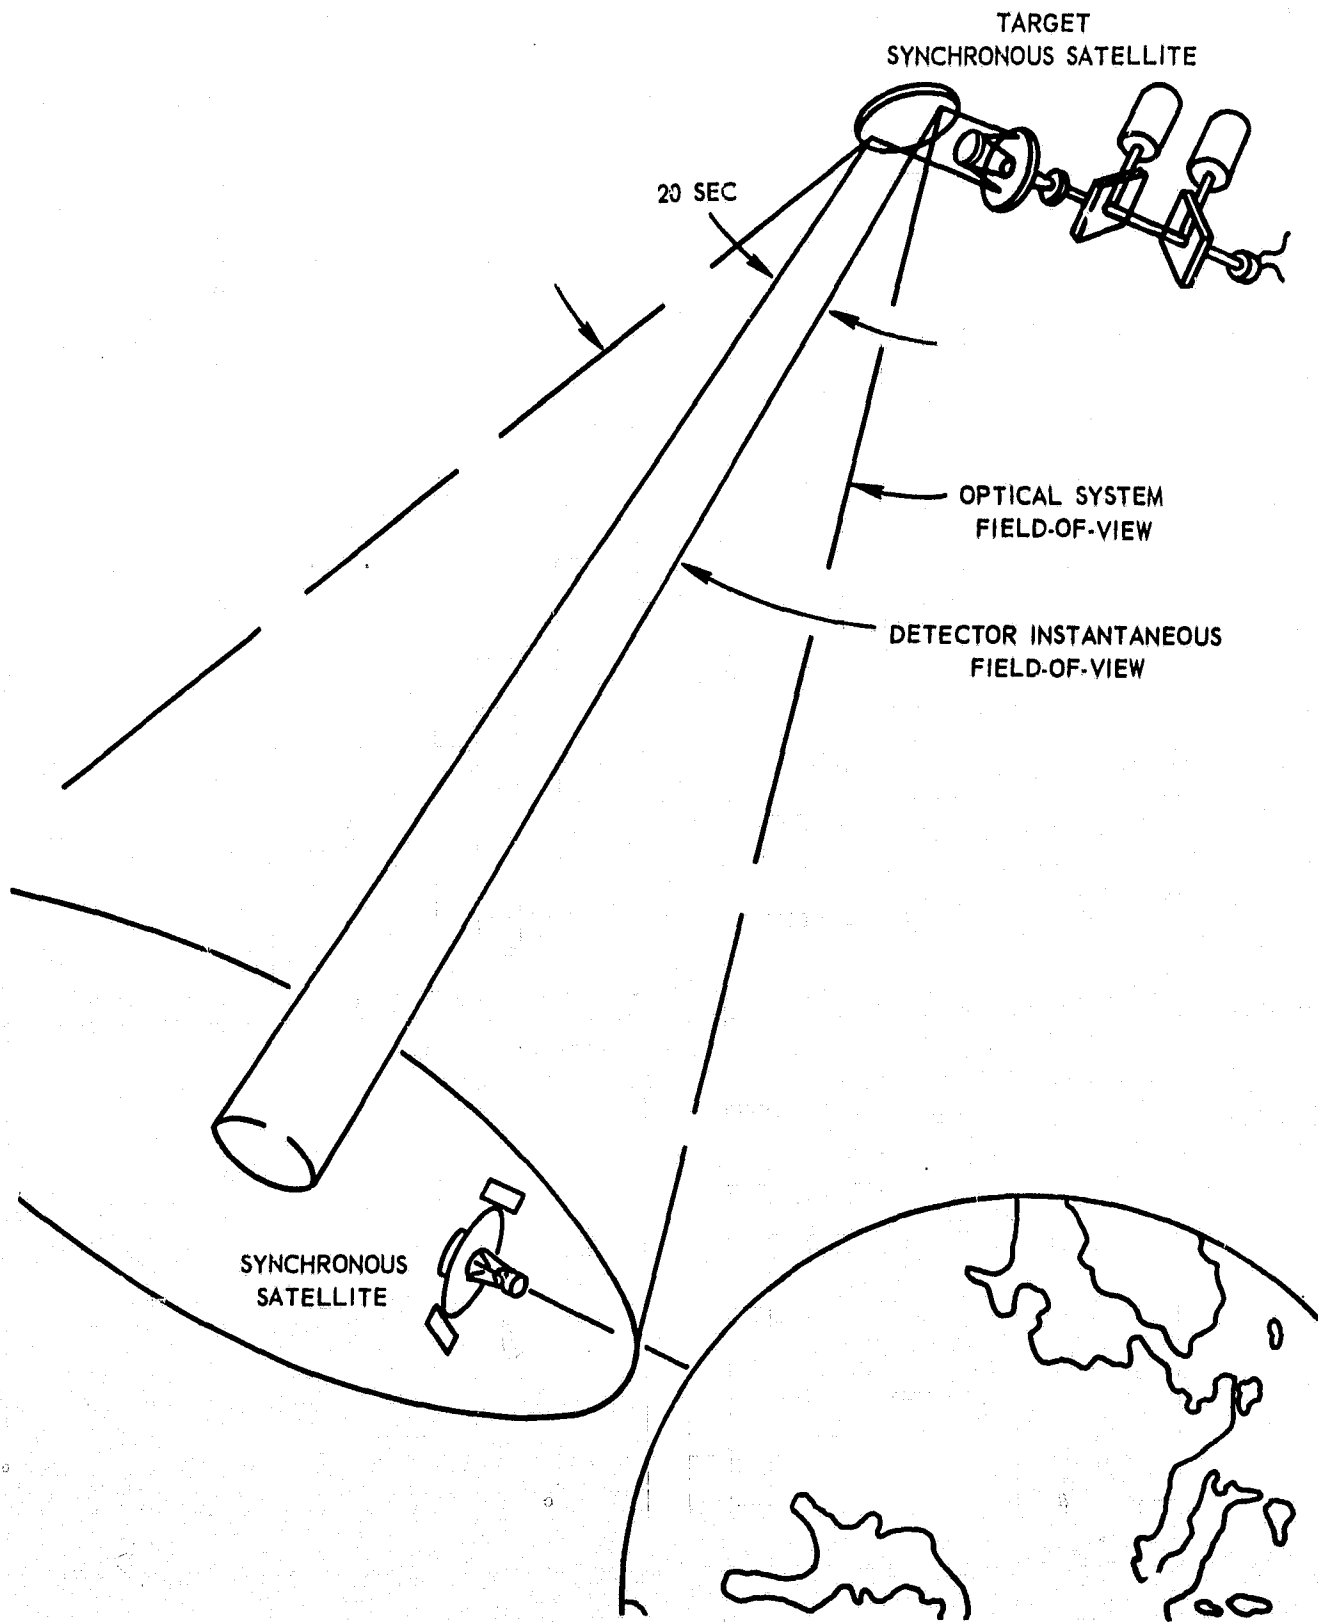 TARGET
SYNCHRONOUS SATELLITE
20 SEC
OPTICAL SYSTEM
FIELD-OF-VIEW
DETECTOR INSTANTANEOUS
FIELD-OF-VIEW
SYNCHRONOUS
SATELLITE